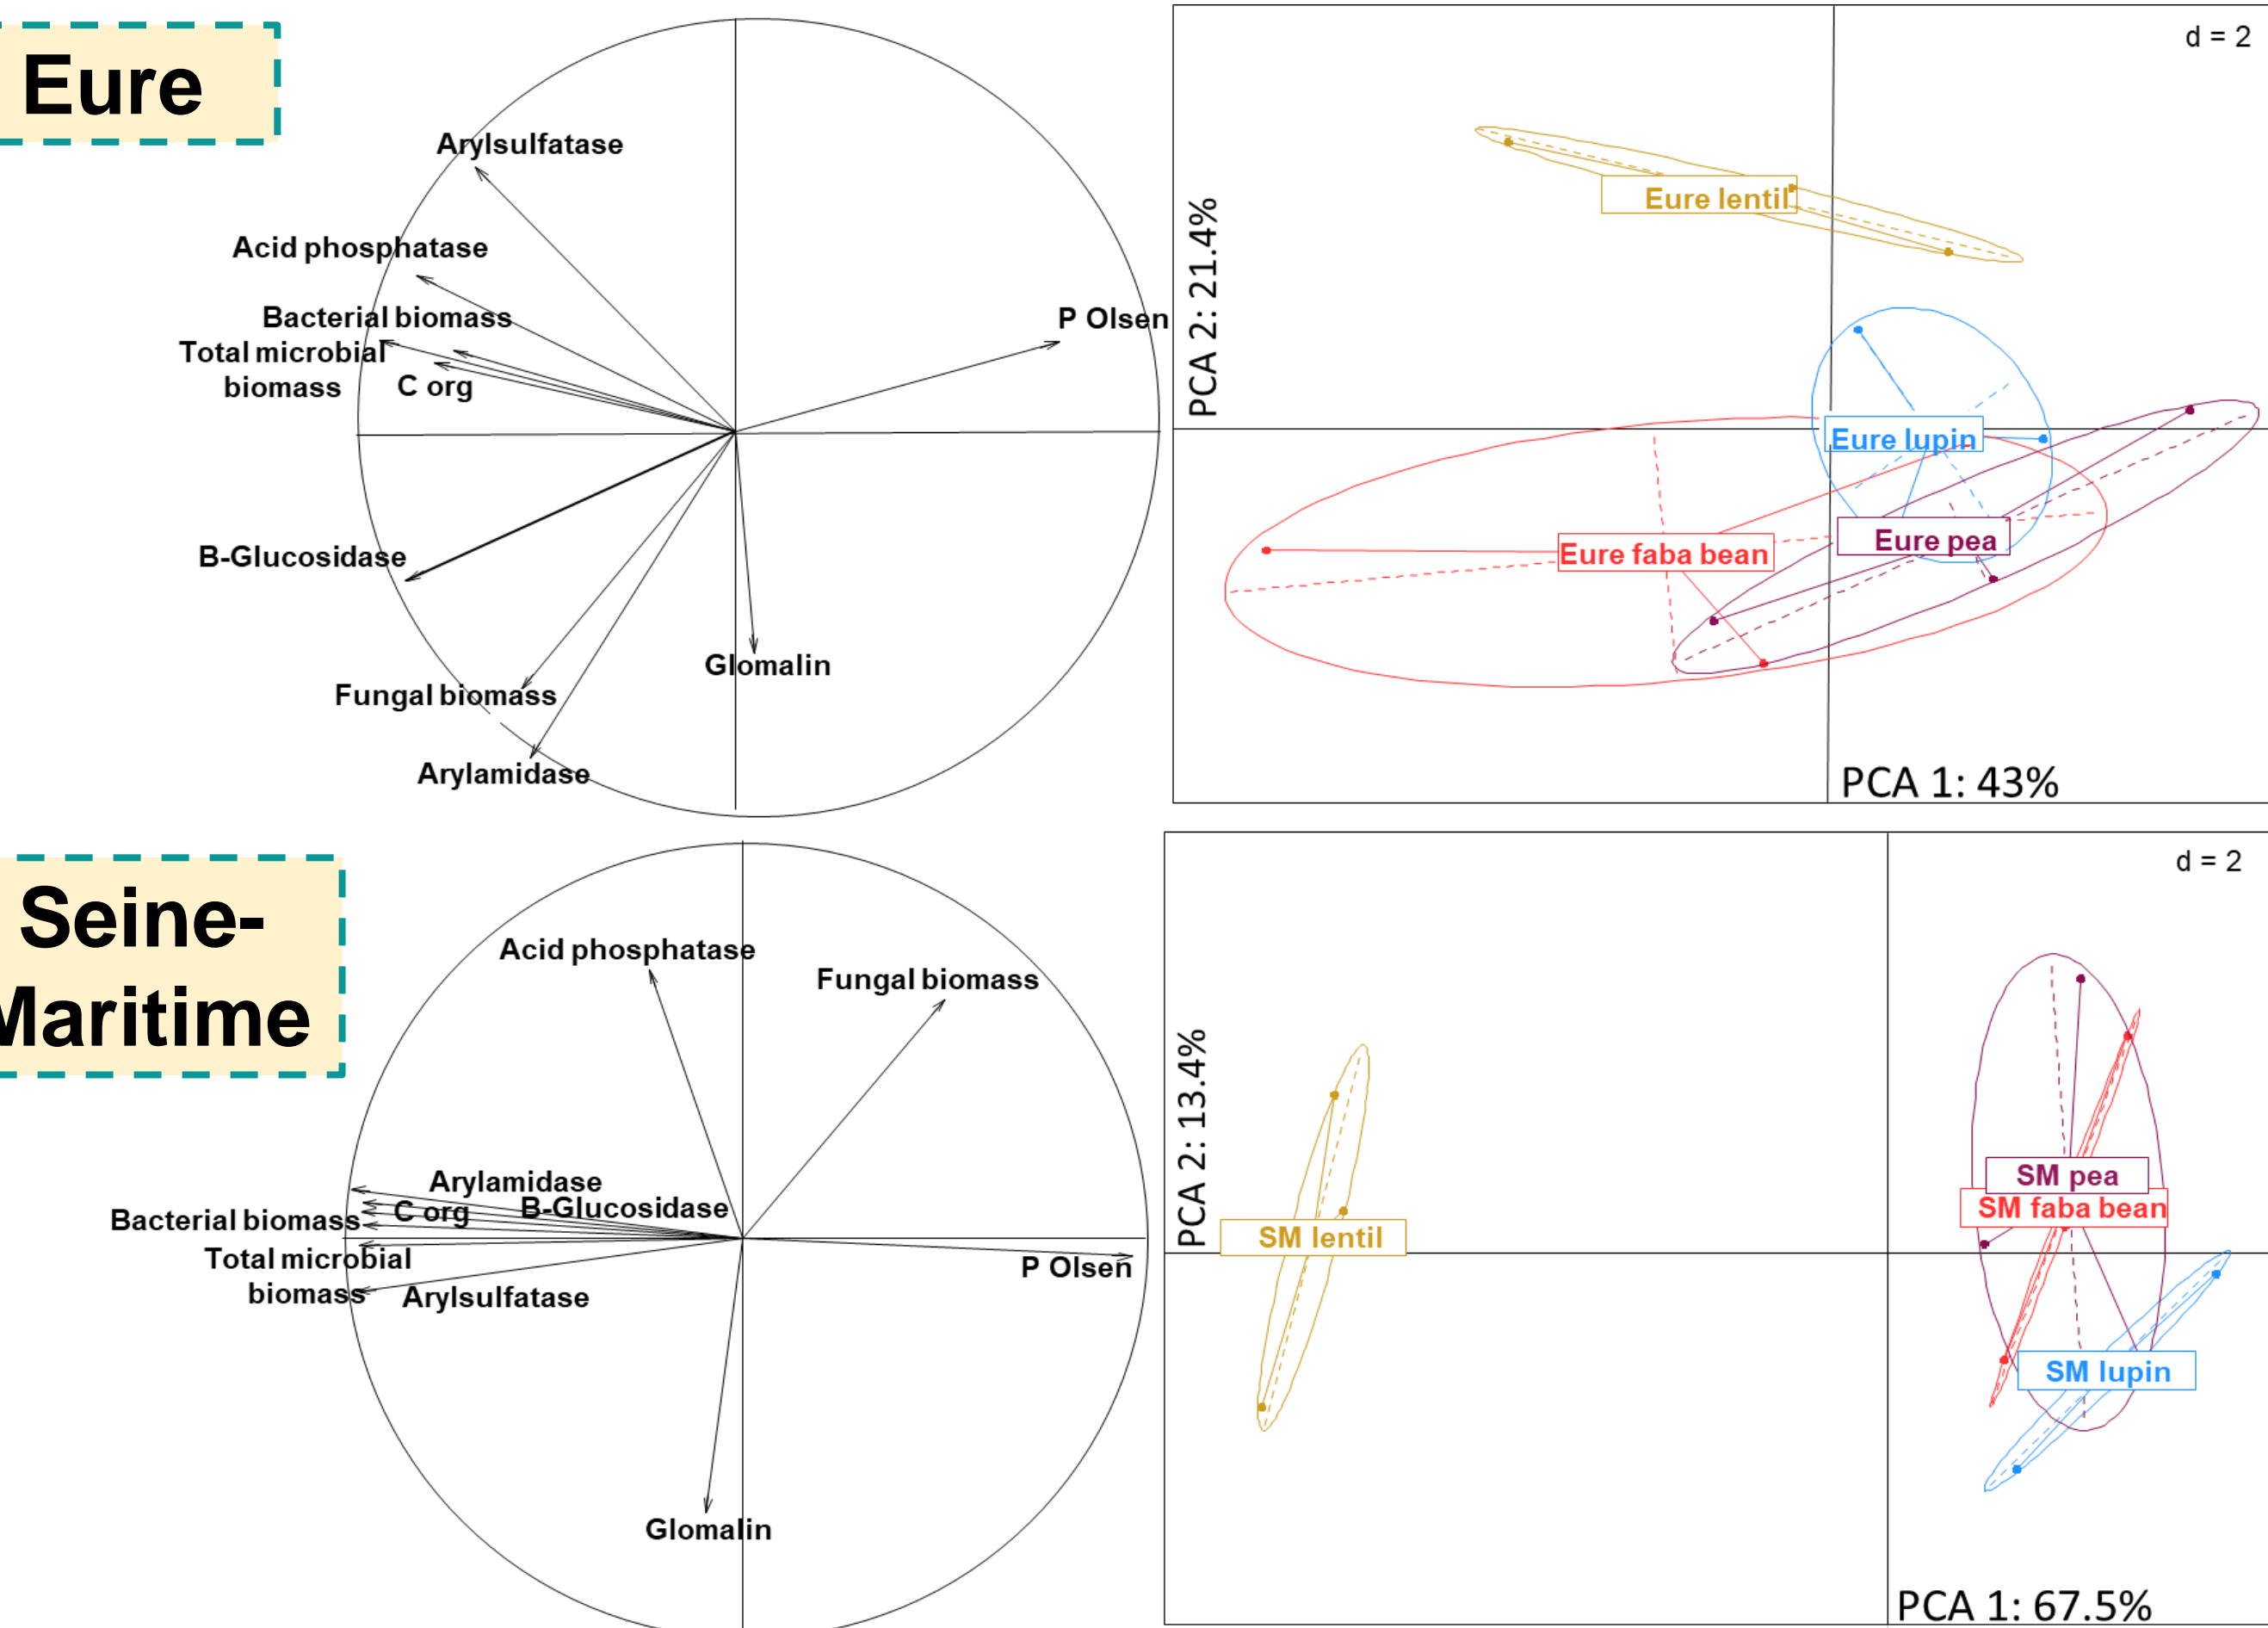 Eure
Arylsulfatase
Acid phosphatase
Bacterial biomass
Total microbial
biomass
C org
P Olsen
B-Glucosidase
Glomalin
Fungal biomass
Arylamidase
d = 2
PCA 2: 21.4%
Eure lentil
Eure lupin
Eure pea
Eure faba bean
PCA 1: 43%
Seine-
Maritime
Acid phosphatase
Fungal biomass
Arylamidase
B-Glucosidase
C org
Bacterial biomass
Total microbial
biomass
Arylsulfatase
P Olsen
Glomalin
d = 2
PCA 2: 13.4%
SM pea
SM faba bean
SM lentil
SM lupin
PCA 1: 67.5%